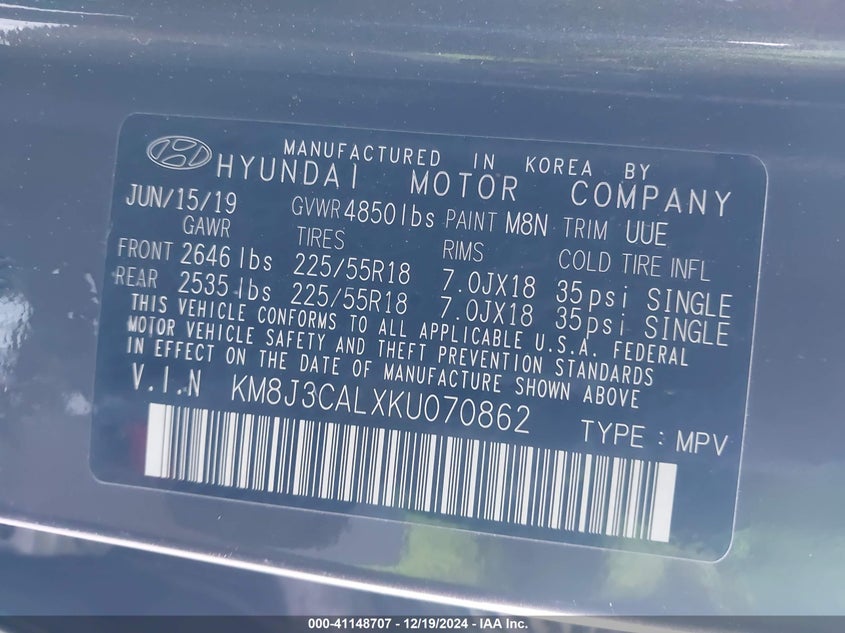 MANUFACTURED IN KOREA BY
HYUNDAI MOTOR COMPANY
JUN/15/19 GVWR 4850lbs PAINT M8N TRIM UUE
GAWR TIRES RIMS COLD TIRE INFL
FRONT 2646lbs 225/55R18 7.0JX18 35psi SINGLE
REAR 2535lbs 225/55R18 7.0JX18 35psi SINGLE
THIS VEHICLE CONFORMS TO ALL APPLICABLE U.S.A. FEDERAL
MOTOR VEHICLE SAFETY AND THEFT PREVENTION STANDARDS
IN EFFECT ON THE DATE OF MANUFACTURE SHOWN ABOVE
V.I.N KM8J3CALXKU070862 TYPE : MPV
000-41148707 - 12/19/2024 - IAA Inc.